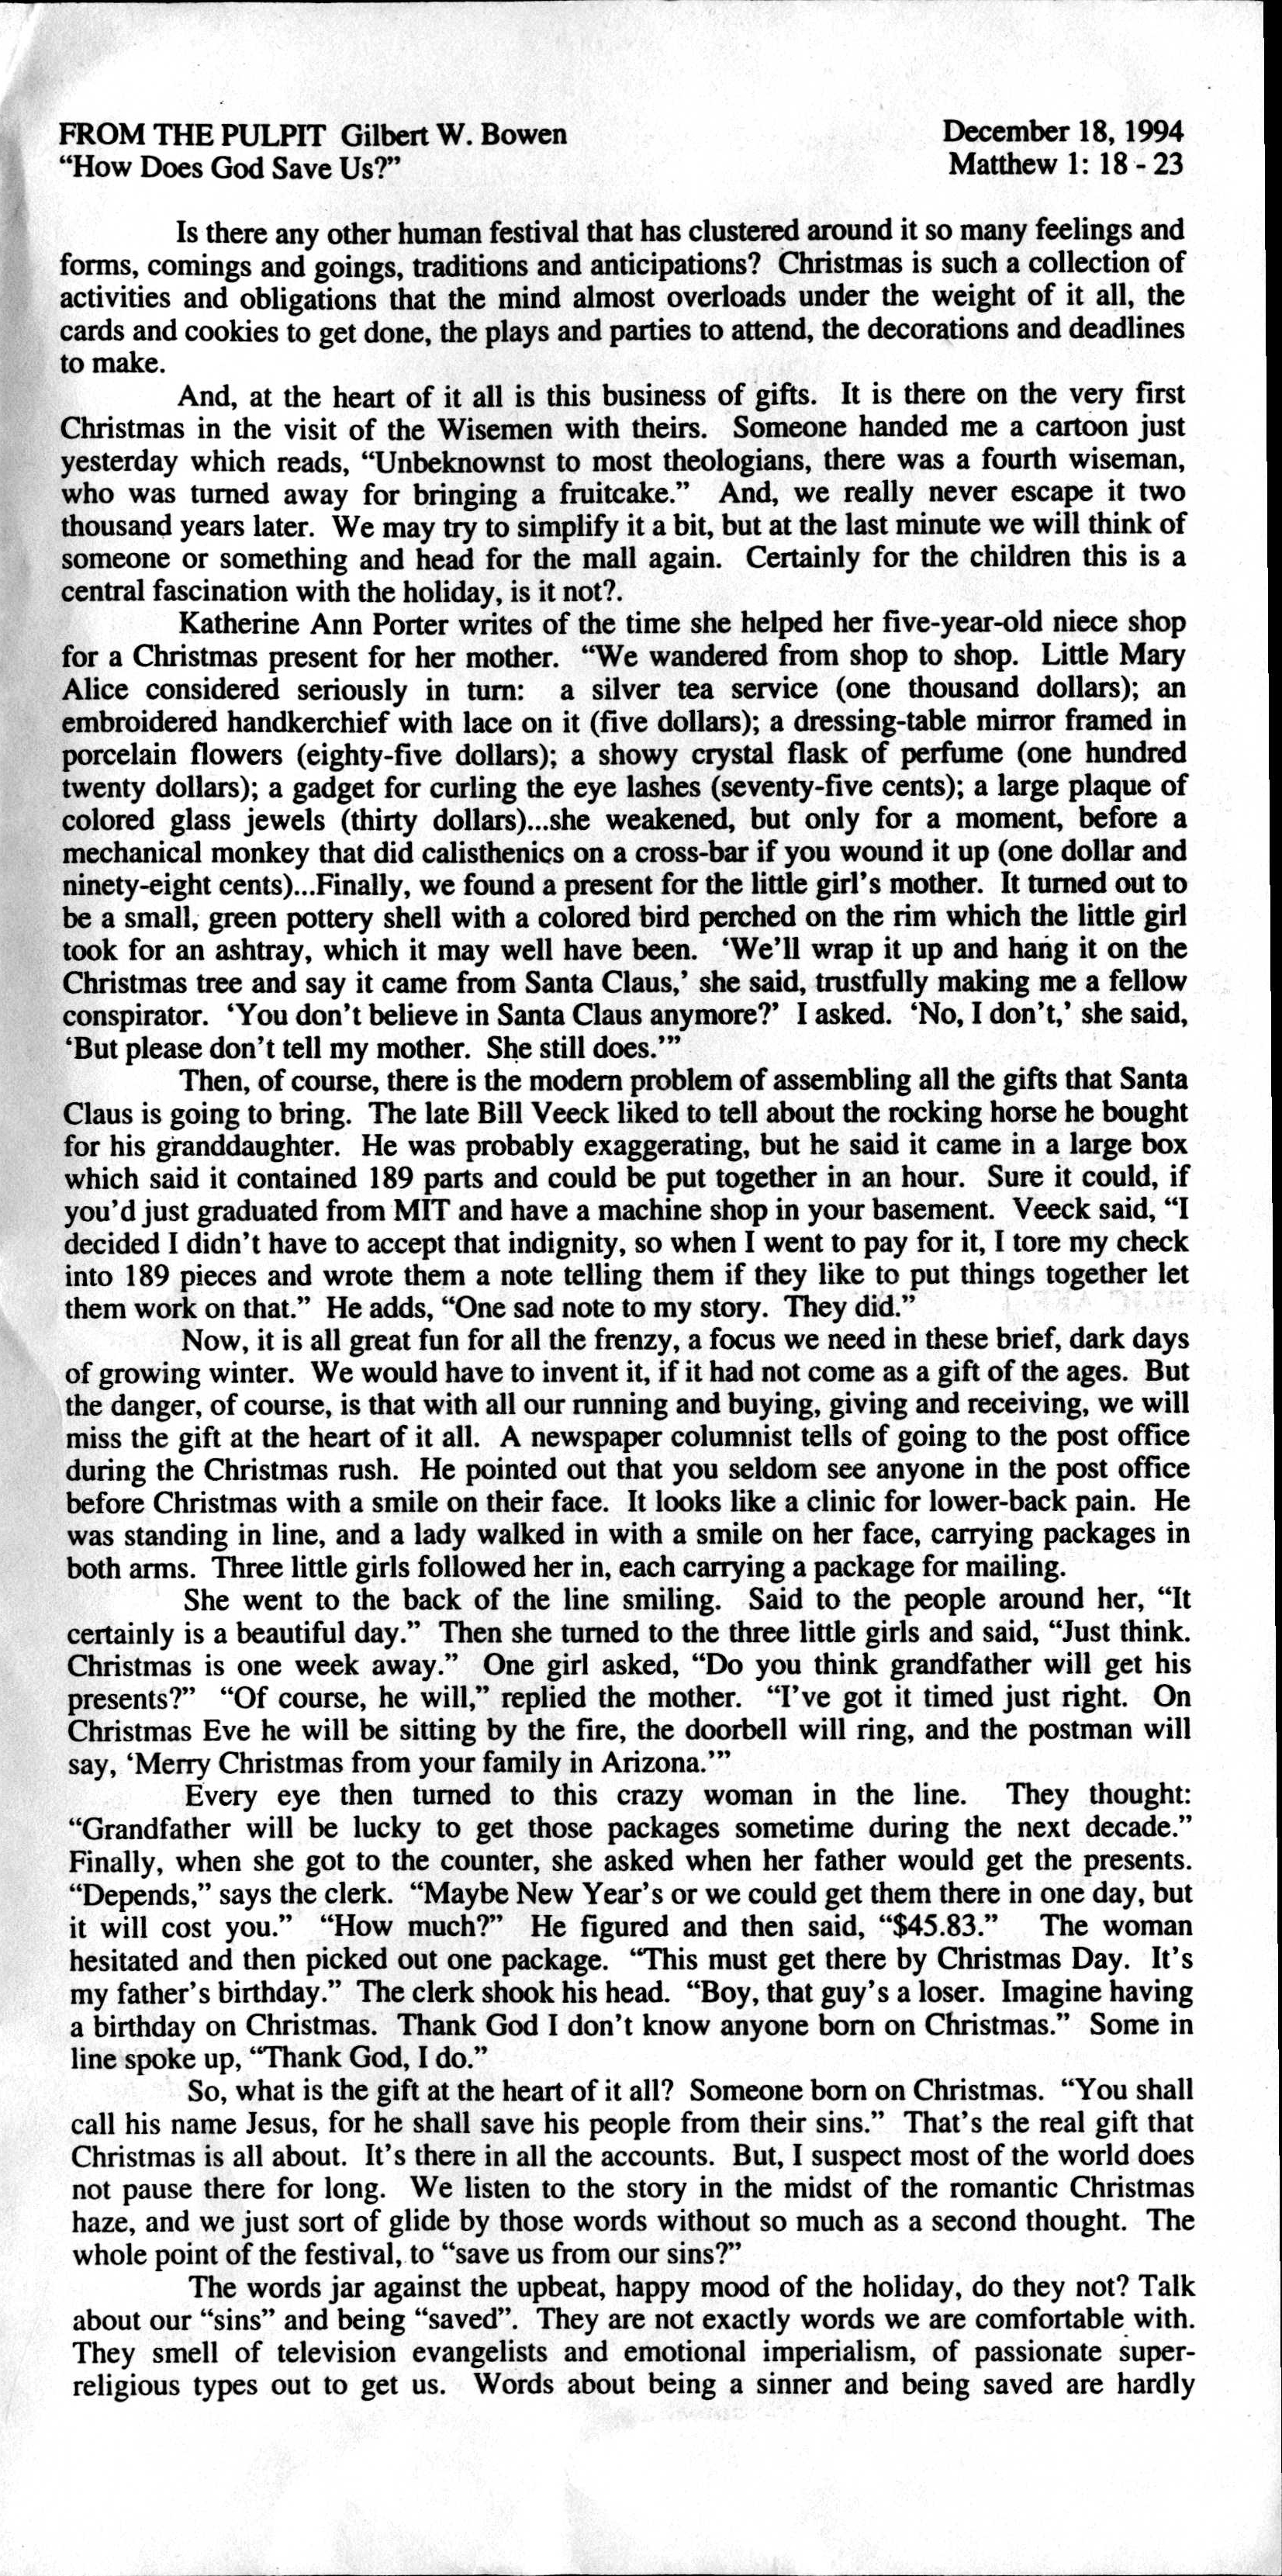 FROM THE PULPIT Gilbert W. Bowen December 18, 1994
“How Does God Save Us?” Matthew 1: 18 - 23
Is there any other human festival that has clustered around it so many feelings and
forms, comings and goings, traditions and anticipations? Christmas is such a collection of
activities and obligations that the mind almost overloads under the weight of it all, the
cards and cookies to get done, the plays and parties to attend, the decorations and deadlines
to make.
And, at the heart of it all is this business of gifts. It is there on the very first
Christmas in the visit of the Wisemen with theirs. Someone handed me a cartoon just
yesterday which reads, “Unbeknownst to most theologians, there was a fourth wiseman,
who was turned away for bringing a fruitcake.” And, we really never escape it two
thousand years later. We may try to simplify it a bit, but at the last minute we will think of
someone or something and head for the mall again. Certainly for the children this is a
central fascination with the holiday, is it not?.
Katherine Ann Porter writes of the time she helped her five-year-old niece shop
for a Christmas present for her mother. “We wandered from shop to shop. Little Mary
Alice considered seriously in turn: a silver tea service (one thousand dollars); an
embroidered handkerchief with lace on it (five dollars); a dressing-table mirror framed in
porcelain flowers (eighty-five dollars); a showy crystal flask of perfume (one hundred
twenty dollars); a gadget for curling the eye lashes (seventy-five cents); a large plaque of
colored glass jewels (thirty dollars)...she weakened, but only for a moment, before a
mechanical monkey that did calisthenics on a cross-bar if you wound it up (one dollar and
ninety-eight cents)...Finally, we found a present for the little girl’s mother. It turned out to
be a small, green pottery shell with a colored bird perched on the rim which the little girl
took for an ashtray, which it may well have been. ‘We’ll wrap it up and hang it on the
Christmas tree and say it came from Santa Claus,’ she said, trustfully making me a fellow
conspirator. ‘You don’t believe in Santa Claus anymore?’ I asked. ‘No, I don’t,’ she said,
‘But please don’t tell my mother. She still does.’”
Then, of course, there is the modern problem of assembling all the gifts that Santa
Claus is going to bring. The late Bill Veeck liked to tell about the rocking horse he bought
for his granddaughter. He was probably exaggerating, but he said it came in a large box
which said it contained 189 parts and could be put together in an hour. Sure it could, if
you’d just graduated from MIT and have a machine shop in your basement. Veeck said, “I
decided I didn’t have to accept that indignity, so when I went to pay for it, I tore my check
into 189 pieces and wrote them a note telling them if they like to put things together let
them work on that.” He adds, “One sad note to my story. They did.”
Now, it is all great fun for all the frenzy, a focus we need in these brief, dark days
of growing winter. We would have to invent it, if it had not come as a gift of the ages. But
the danger, of course, is that with all our running and buying, giving and receiving, we will
miss the gift at the heart of it all. A newspaper columnist tells of going to the post office
during the Christmas rush. He pointed out that you seldom see anyone in the post office
before Christmas with a smile on their face. It looks like a clinic for lower-back pain. He
was standing in line, and a lady walked in with a smile on her face, carrying packages in
both arms. Three little girls followed her in, each carrying a package for mailing.
She went to the back of the line smiling. Said to the people around her, “It
certainly is a beautiful day.” Then she turned to the three little girls and said, “Just think.
Christmas is one week away.” One girl asked, “Do you think grandfather will get his
presents?” “Of course, he will,” replied the mother. “I’ve got it timed just right. On
Christmas Eve he will be sitting by the fire, the doorbell will ring, and the postman will
say, ‘Merry Christmas from your family in Arizona.’”
Every eye then turned to this crazy woman in the line. They thought:
“Grandfather will be lucky to get those packages sometime during the next decade.”
Finally, when she got to the counter, she asked when her father would get the presents.
“Depends,” says the clerk. “Maybe New Year’s or we could get them there in one day, but
it will cost you.” “How much?” He figured and then said, “$45.83.” The woman
hesitated and then picked out one package. “This must get there by Christmas Day. It’s
my father’s birthday.” The clerk shook his head. “Boy, that guy’s a loser. Imagine having
a birthday on Christmas. Thank God I don’t know anyone born on Christmas.” Some in
line spoke up, “Thank God, I do.”
So, what is the gift at the heart of it all? Someone born on Christmas. “You shall
call his name Jesus, for he shall save his people from their sins.” That’s the real gift that
Christmas is all about. It’s there in all the accounts. But, I suspect most of the world does
not pause there for long. We listen to the story in the midst of the romantic Christmas
haze, and we just sort of glide by those words without so much as a second thought. The
whole point of the festival, to “save us from our sins?”
The words jar against the upbeat, happy mood of the holiday, do they not? Talk
about our “sins” and being “saved”. They are not exactly words we are comfortable with.
They smell of television evangelists and emotional imperialism, of passionate super-
religious types out to get us. Words about being a sinner and being saved are hardly